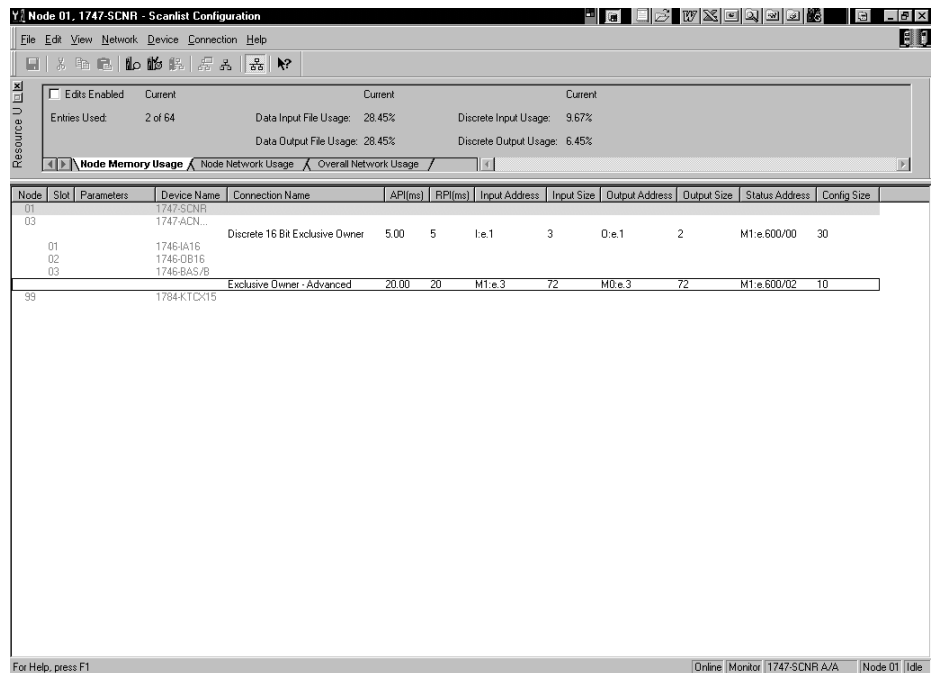 Node 01, 1747-SCNR - Scanlist Configuration
File Edit View Network Device Connection Help
Resource U
Edits Enabled Current Current Current
Entries Used: 2 of 64 Data Input File Usage: 28.45% Discrete Input Usage: 9.67%
Data Output File Usage: 28.45% Discrete Output Usage: 6.45%
Node Memory Usage Node Network Usage Overall Network Usage
Node Slot Parameters Device Name Connection Name API(ms) RPI(ms) Input Address Input Size Output Address Output Size Status Address Config Size
01 1747-SCNR
03 1747-ACN...
Discrete 16 Bit Exclusive Owner 5.00 5 I:e.1 3 O:e.1 2 M1:e.600/00 30
01 1746-IA16
02 1746-OB16
03 1746-BAS/B
Exclusive Owner - Advanced 20.00 20 M1:e.3 72 M0:e.3 72 M1:e.600/02 10
99 1784-KTCX15
For Help, press F1 Online Monitor 1747-SCNR A/A Node 01 Idle